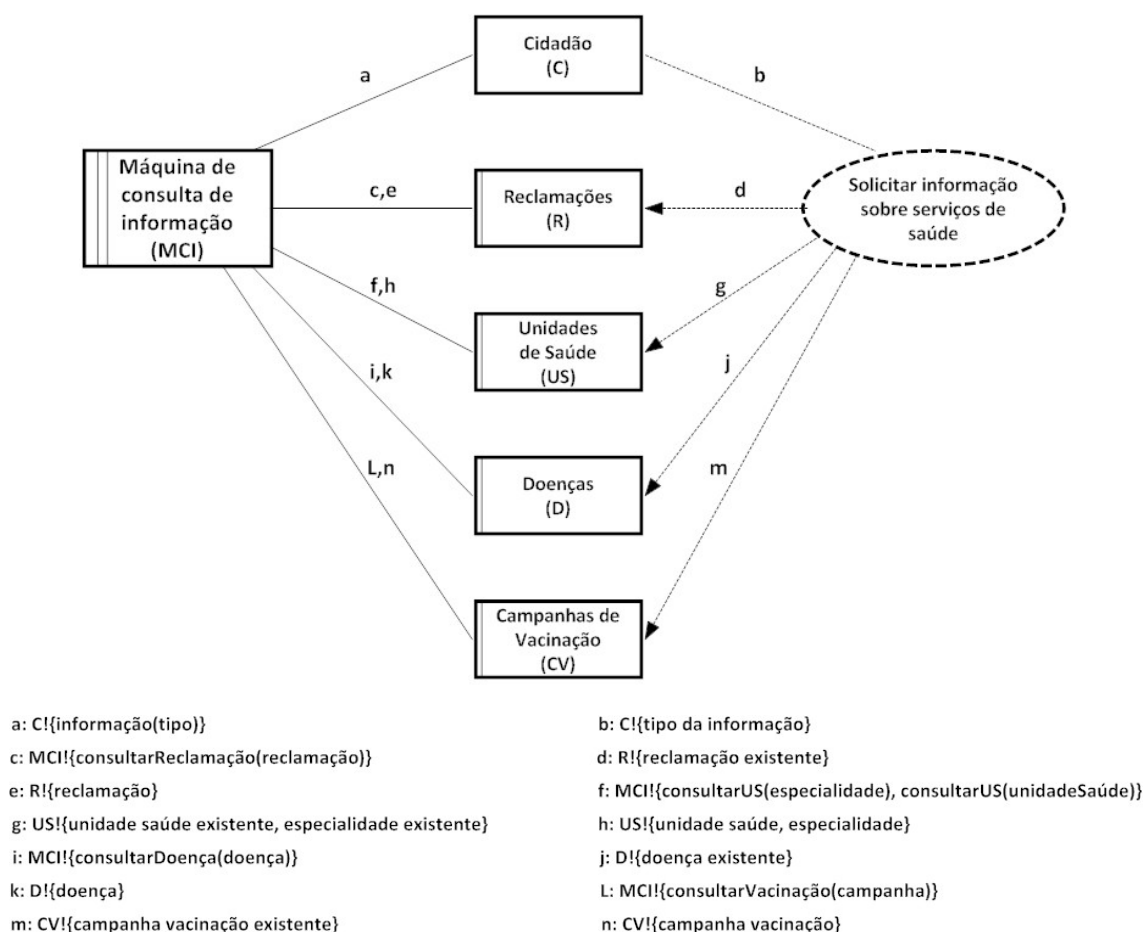 Cidadão
(C)
a
b
Máquina de
consulta de
informação
(MCI)
c,e
Reclamações
(R)
d
Solicitar informação
sobre serviços de
saúde
f,h
Unidades
de Saúde
(US)
g
i,k
j
L,n
Doenças
(D)
m
Campanhas de
Vacinação
(CV)
a: C!{informação(tipo)}
b: C!{tipo da informação}
c: MCI!{consultarReclamação(reclamação)}
d: R!{reclamação existente}
e: R!{reclamação}
f: MCI!{consultarUS(especialidade), consultarUS(unidadeSaúde)}
g: US!{unidade saúde existente, especialidade existente}
h: US!{unidade saúde, especialidade}
i: MCI!{consultarDoença(doença)}
j: D!{doença existente}
k: D!{doença}
L: MCI!{consultarVacinação(campanha)}
m: CV!{campanha vacinação existente}
n: CV!{campanha vacinação}